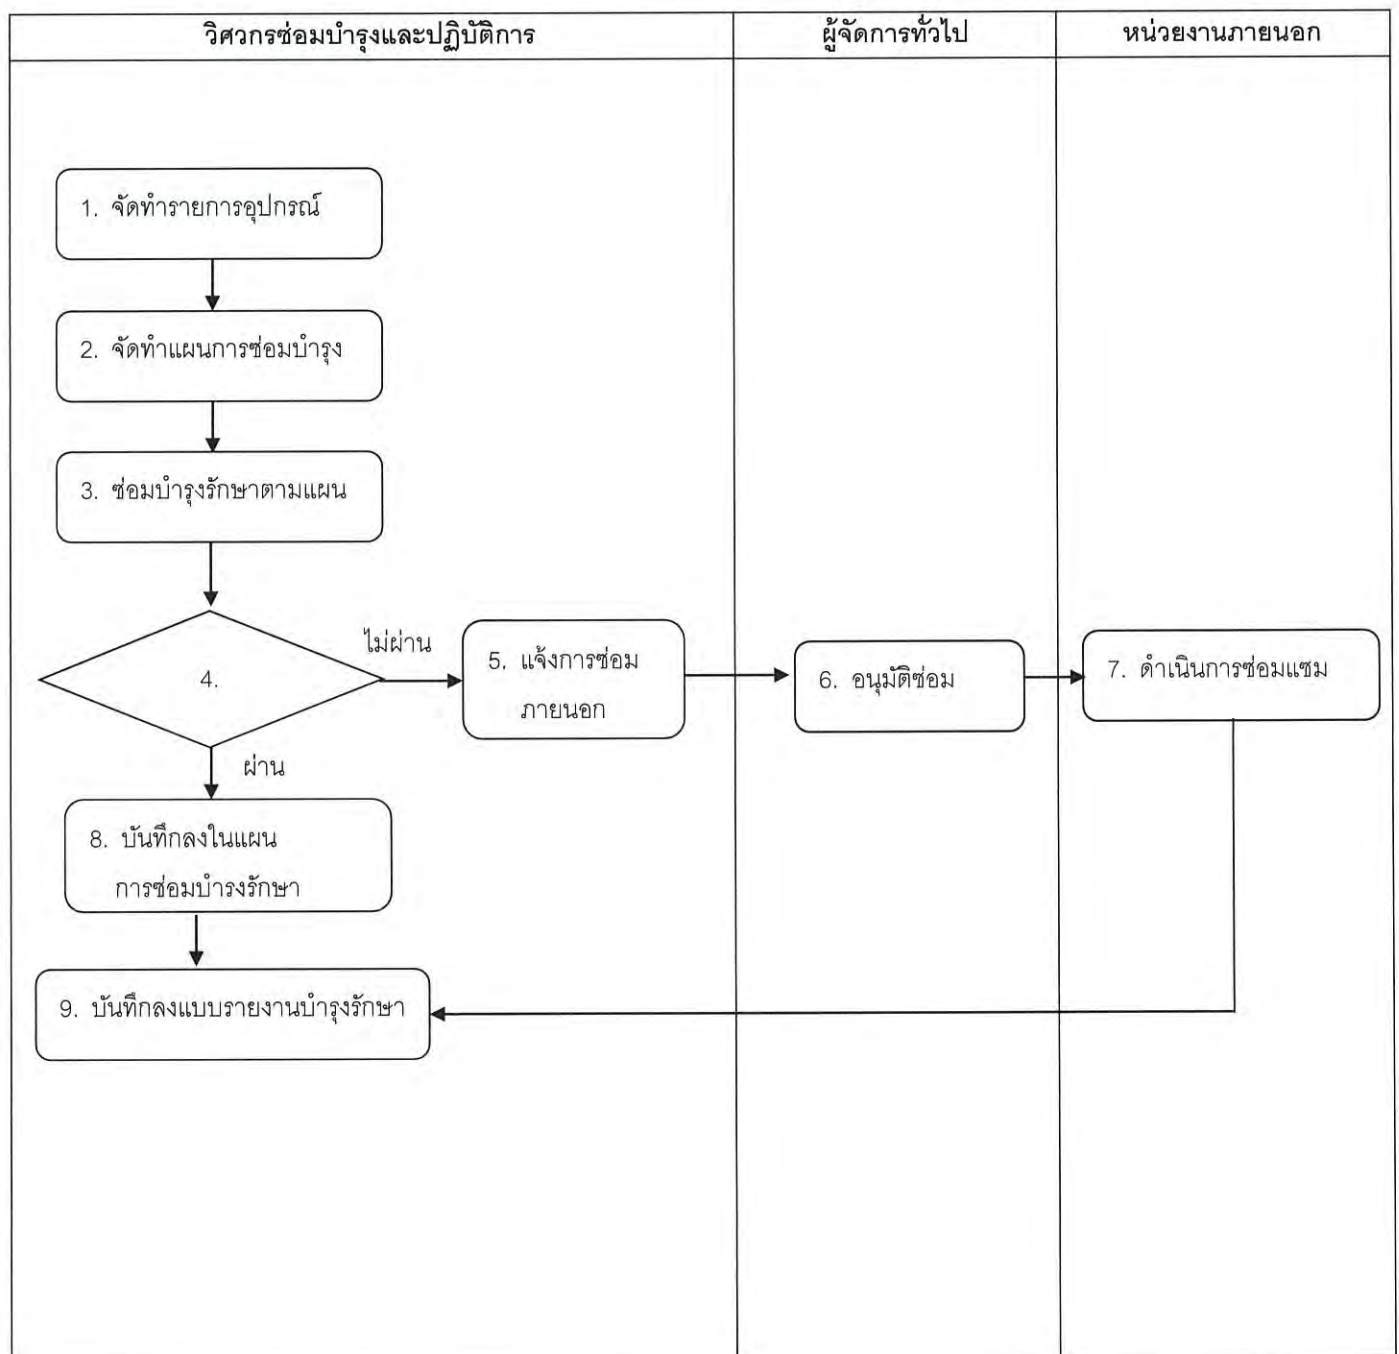 วิศวกรซ่อมบำรุงและปฏิบัติการ
ผู้จัดการทั่วไป
หน่วยงานภายนอก
1. จัดทำรายการอุปกรณ์
2. จัดทำแผนการซ่อมบำรุง
3. ซ่อมบำรุงรักษาตามแผน
4.
ไม่ผ่าน
5. แจ้งการซ่อม
ภายนอก
6. อนุมัติซ่อม
7. ดำเนินการซ่อมแซม
ผ่าน
8. บันทึกลงในแผน
การซ่อมบำรงรักษา
9. บันทึกลงแบบรายงานบำรุงรักษา